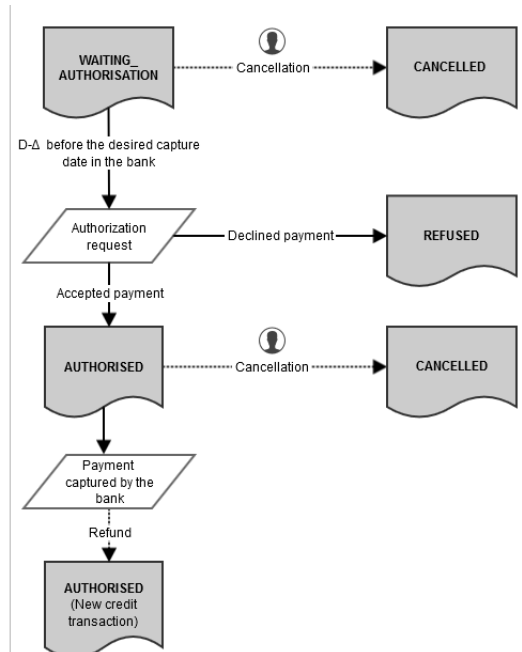 WAITING_
AUTHORISATION
Cancellation
CANCELLED
D-Δ before the desired capture
date in the bank
Authorization
request
Declined payment
REFUSED
Accepted payment
AUTHORISED
Cancellation
CANCELLED
Payment
captured by the
bank
Refund
AUTHORISED
(New credit
transaction)